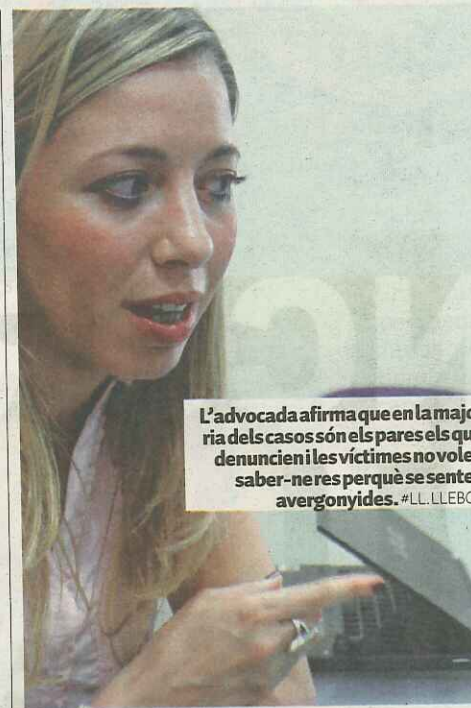 L'advocada afirma que en la majo
ria dels casos són els pares els qu
denuncien i les víctimes no vole
saber-ne res perquè se sente
avergonyides. #LL.LLEBO